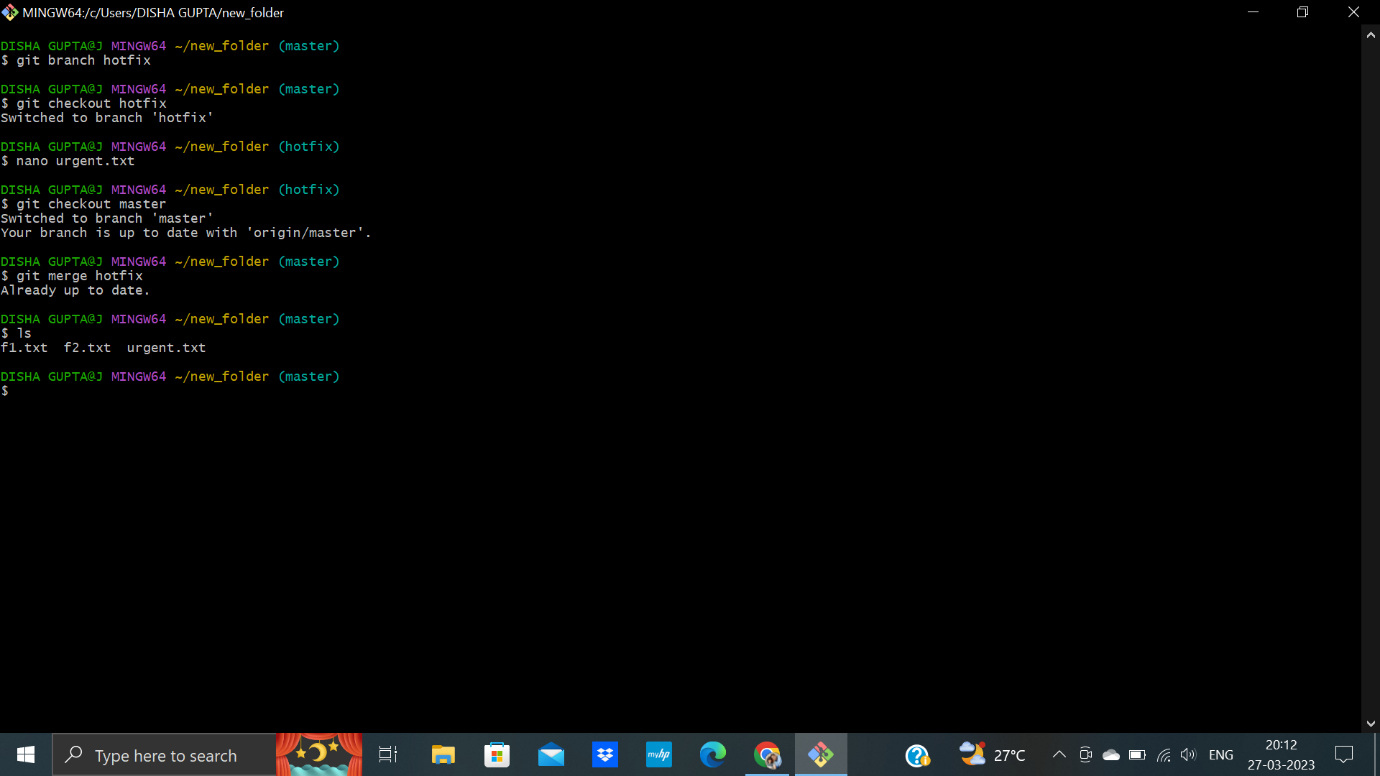 MINGW64:/c/Users/DISHA GUPTA/new_folder
DISHA GUPTA@J MINGW64 ~/new_folder (master)
$ git branch hotfix
DISHA GUPTA@J MINGW64 ~/new_folder (master)
$ git checkout hotfix
Switched to branch 'hotfix'
DISHA GUPTA@J MINGW64 ~/new_folder (hotfix)
$ nano urgent.txt
DISHA GUPTA@J MINGW64 ~/new_folder (hotfix)
$ git checkout master
Switched to branch 'master'
Your branch is up to date with 'origin/master'.
DISHA GUPTA@J MINGW64 ~/new_folder (master)
$ git merge hotfix
Already up to date.
DISHA GUPTA@J MINGW64 ~/new_folder (master)
$ ls
f1.txt  f2.txt  urgent.txt
DISHA GUPTA@J MINGW64 ~/new_folder (master)
$
Type here to search
myhp
27°C
ENG
20:12
27-03-2023